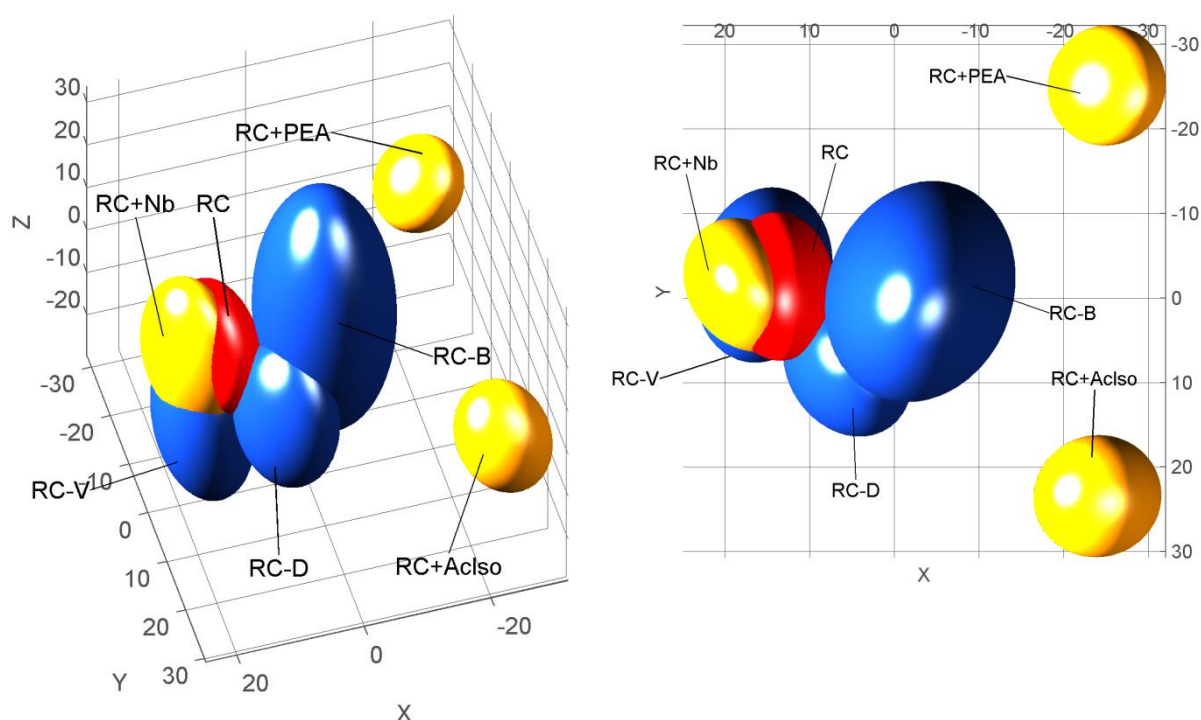 30
20
10
0
-10
-20
Z
-30
-20
-10
0
10
20
30
Y
20
0
-20
X
RC+PEA
RC+Nb
RC
RC-B
RC-V
RC-D
RC+AcIso
20
10
0
-10
-20
-30
-30
-20
-10
0
10
20
30
Y
X
RC+PEA
RC+Nb
RC
RC-B
RC-V
RC+AcIso
RC-D